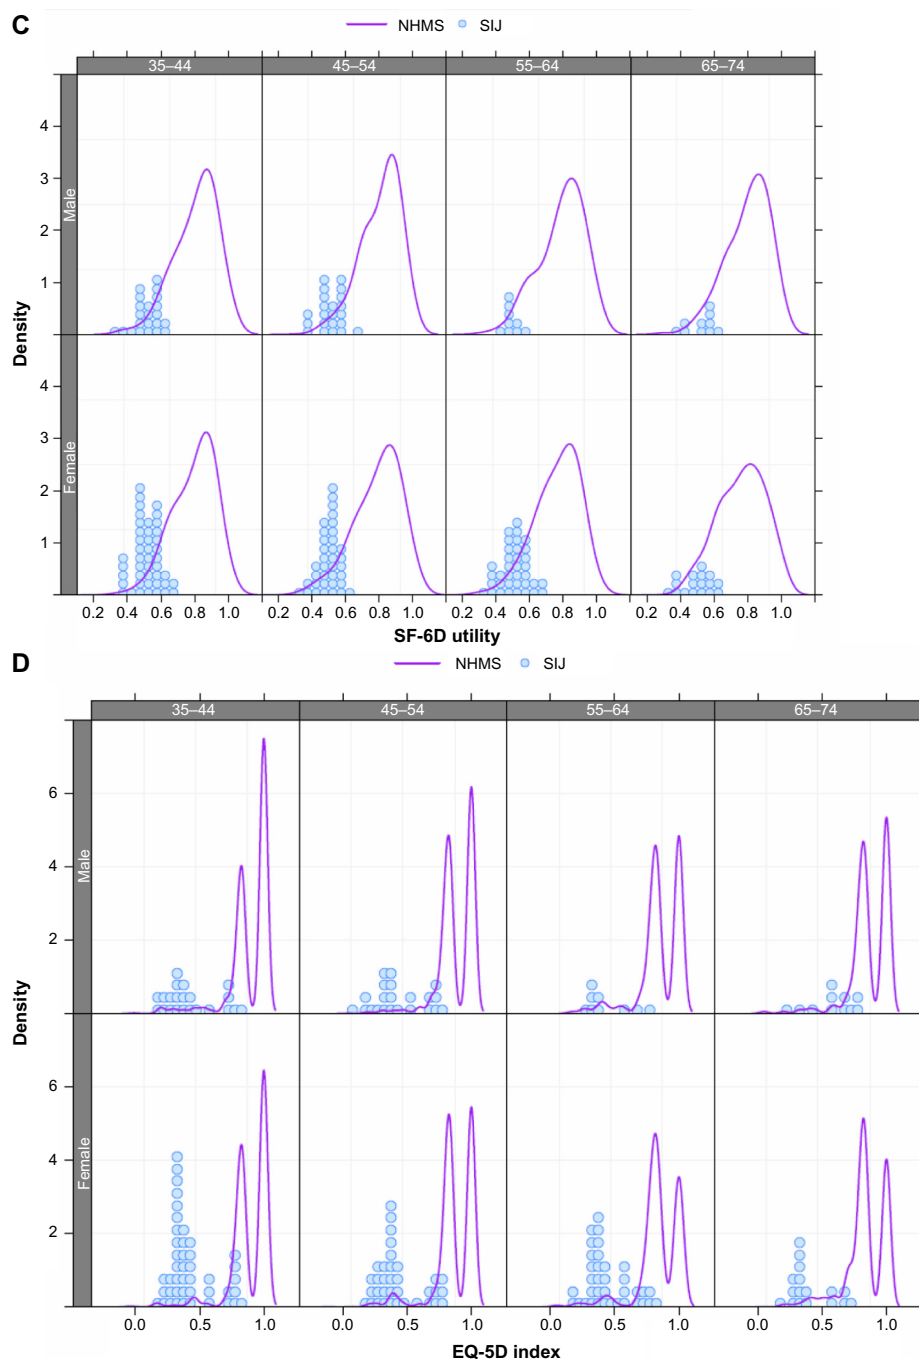 C
NHMS SIJ
35–44 45–54 55–64 65–74
4
3
2
1
Male
4
3
2
1
Female
Density
0.2 0.4 0.6 0.8 1.0 0.2 0.4 0.6 0.8 1.0 0.2 0.4 0.6 0.8 1.0 0.2 0.4 0.6 0.8 1.0
SF-6D utility
D
NHMS SIJ
35–44 45–54 55–64 65–74
6
4
2
Male
6
4
2
Female
Density
0.0 0.5 1.0 0.0 0.5 1.0 0.0 0.5 1.0 0.0 0.5 1.0
EQ-5D index